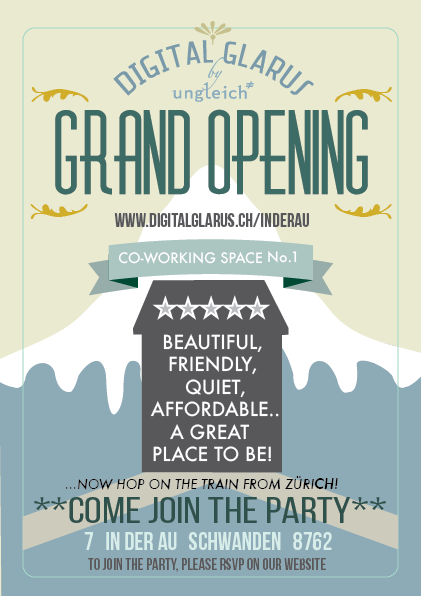 DIGITAL GLARUS
by
ungleich≠
GRAND OPENING
WWW.DIGITALGLARUS.CH/INDERAU
CO-WORKING SPACE No.1
BEAUTIFUL,
FRIENDLY,
QUIET,
AFFORDABLE..
A GREAT
PLACE TO BE!
...NOW HOP ON THE TRAIN FROM ZÜRICH!
**COME JOIN THE PARTY**
7 IN DER AU SCHWANDEN 8762
TO JOIN THE PARTY, PLEASE RSVP ON OUR WEBSITE